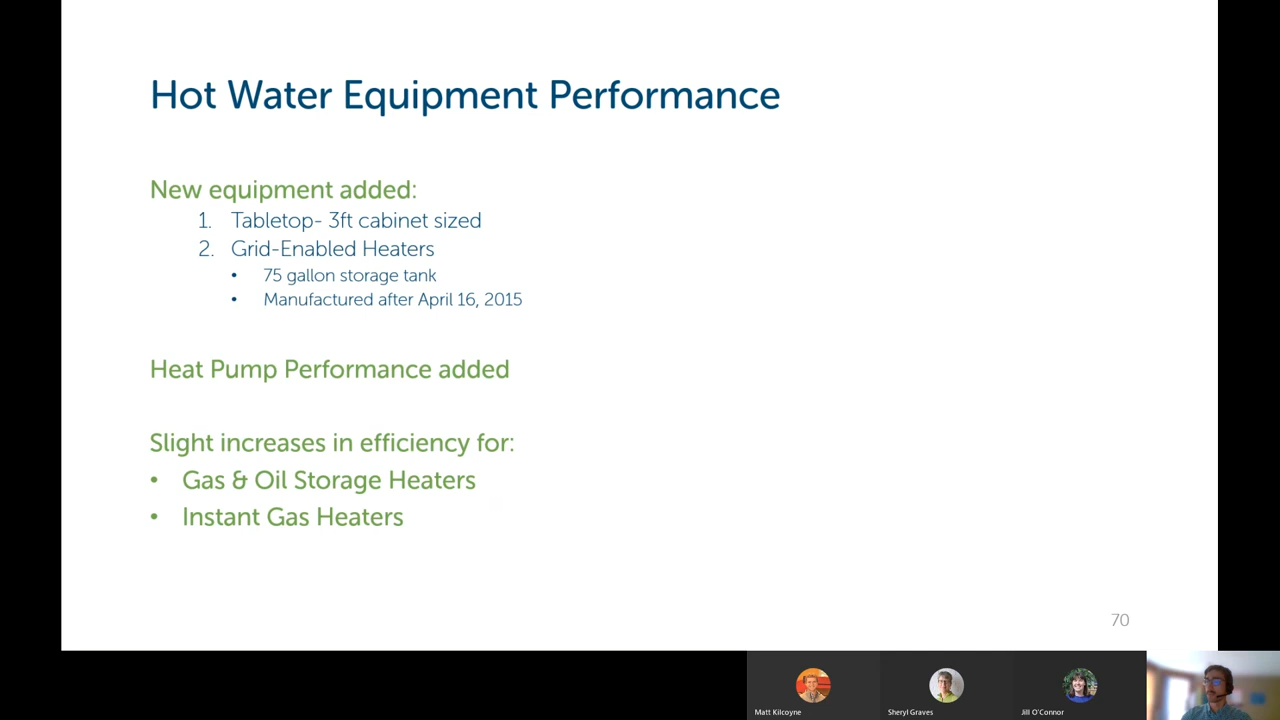 Hot Water Equipment Performance
New equipment added:
1. Tabletop- 3ft cabinet sized
2. Grid-Enabled Heaters
• 75 gallon storage tank
• Manufactured after April 16, 2015
Heat Pump Performance added
Slight increases in efficiency for:
• Gas & Oil Storage Heaters
• Instant Gas Heaters
70
Matt Kilcoyne
Sheryl Graves
Jill O'Connor